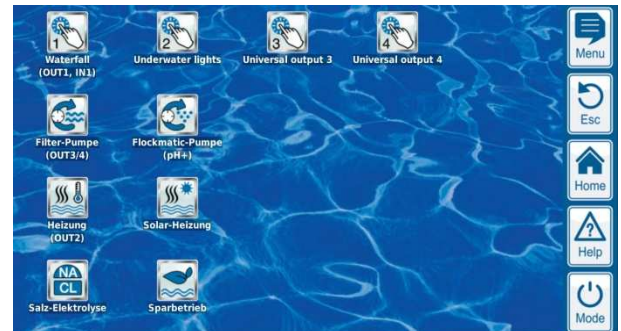 1
2
3
4
Waterfall
(OUT1, IN1)
Underwater lights
Universal output 3
Universal output 4
Filter-Pumpe
(OUT3/4)
Flockmatic-Pumpe
(pH+)
Heizung
(OUT2)
Solar-Heizung
NA
CL
Salz-Elektrolyse
Sparbetrieb
Menu
Esc
Home
?
Help
Mode